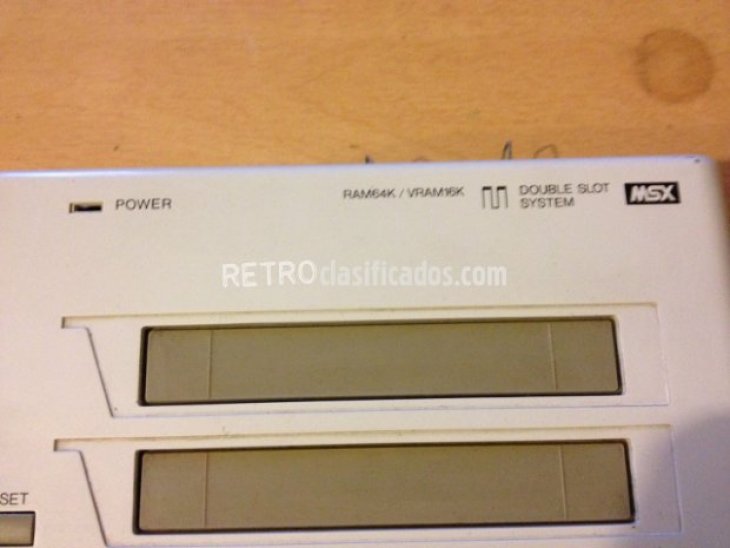 POWER
RAM64K / VRAM16K
DOUBLE SLOT
SYSTEM
MSX
RETROclasificados.com
SET